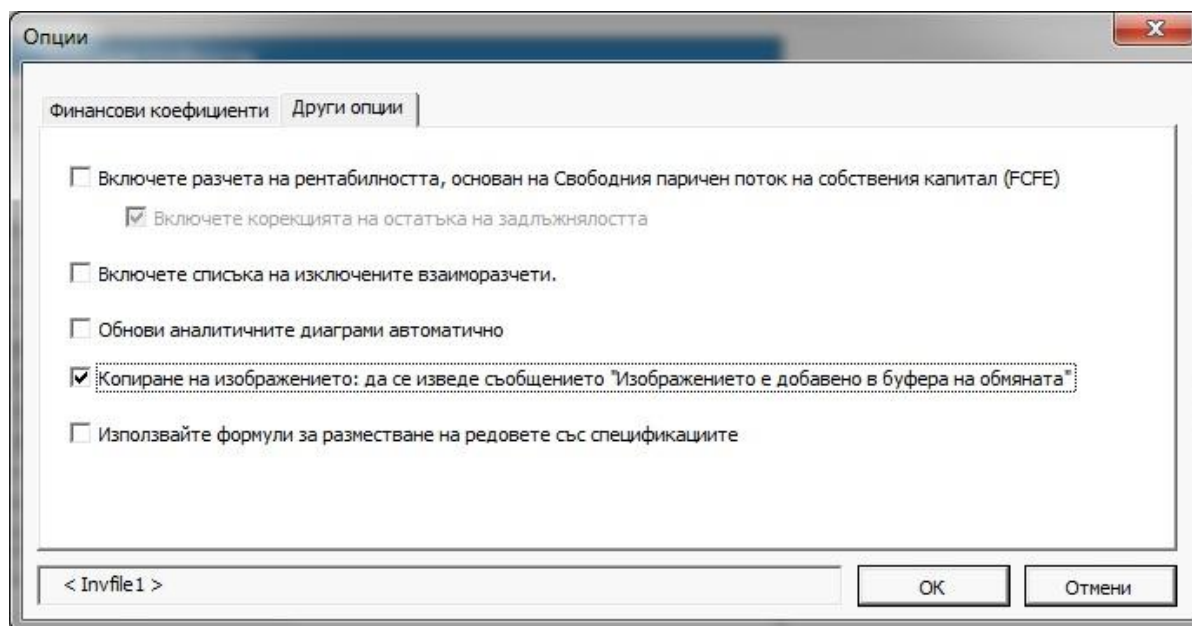 Опции
Финансови коефициенти
Други опции
Включете разчета на рентабилността, основан на Свободния паричен поток на собствения капитал (FCFE)
Включете корекцията на остатъка на задлъжнялостта
Включете списъка на изключените взаиморазчети.
Обнови аналитичните диаграми автоматично
Копиране на изображението: да се изведе съобщението "Изображението е добавено в буфера на обмяната"
Използвайте формули за разместване на редовете със спецификациите
< Invfile1 >
OK
Отмени